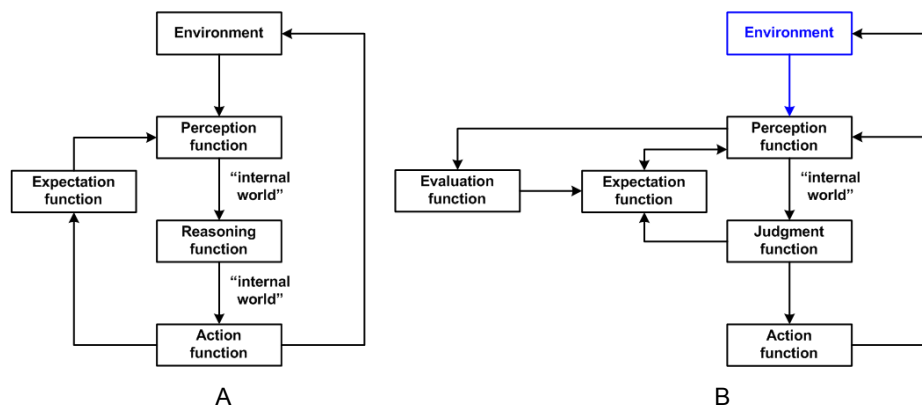 Environment
Perception
function
Expectation
function
"internal
world"
Reasoning
function
"internal
world"
Action
function
A
Environment
Perception
function
Evaluation
function
Expectation
function
"internal
world"
Judgment
function
Action
function
B